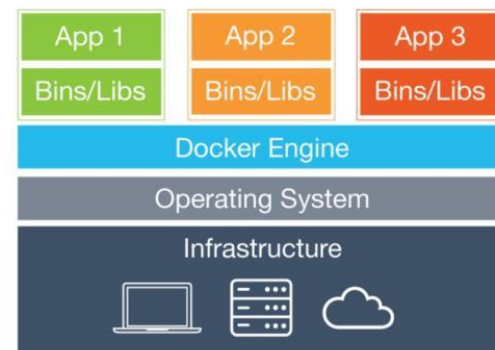 App 1 App 2 App 3
Bins/Libs Bins/Libs Bins/Libs
Docker Engine
Operating System
Infrastructure